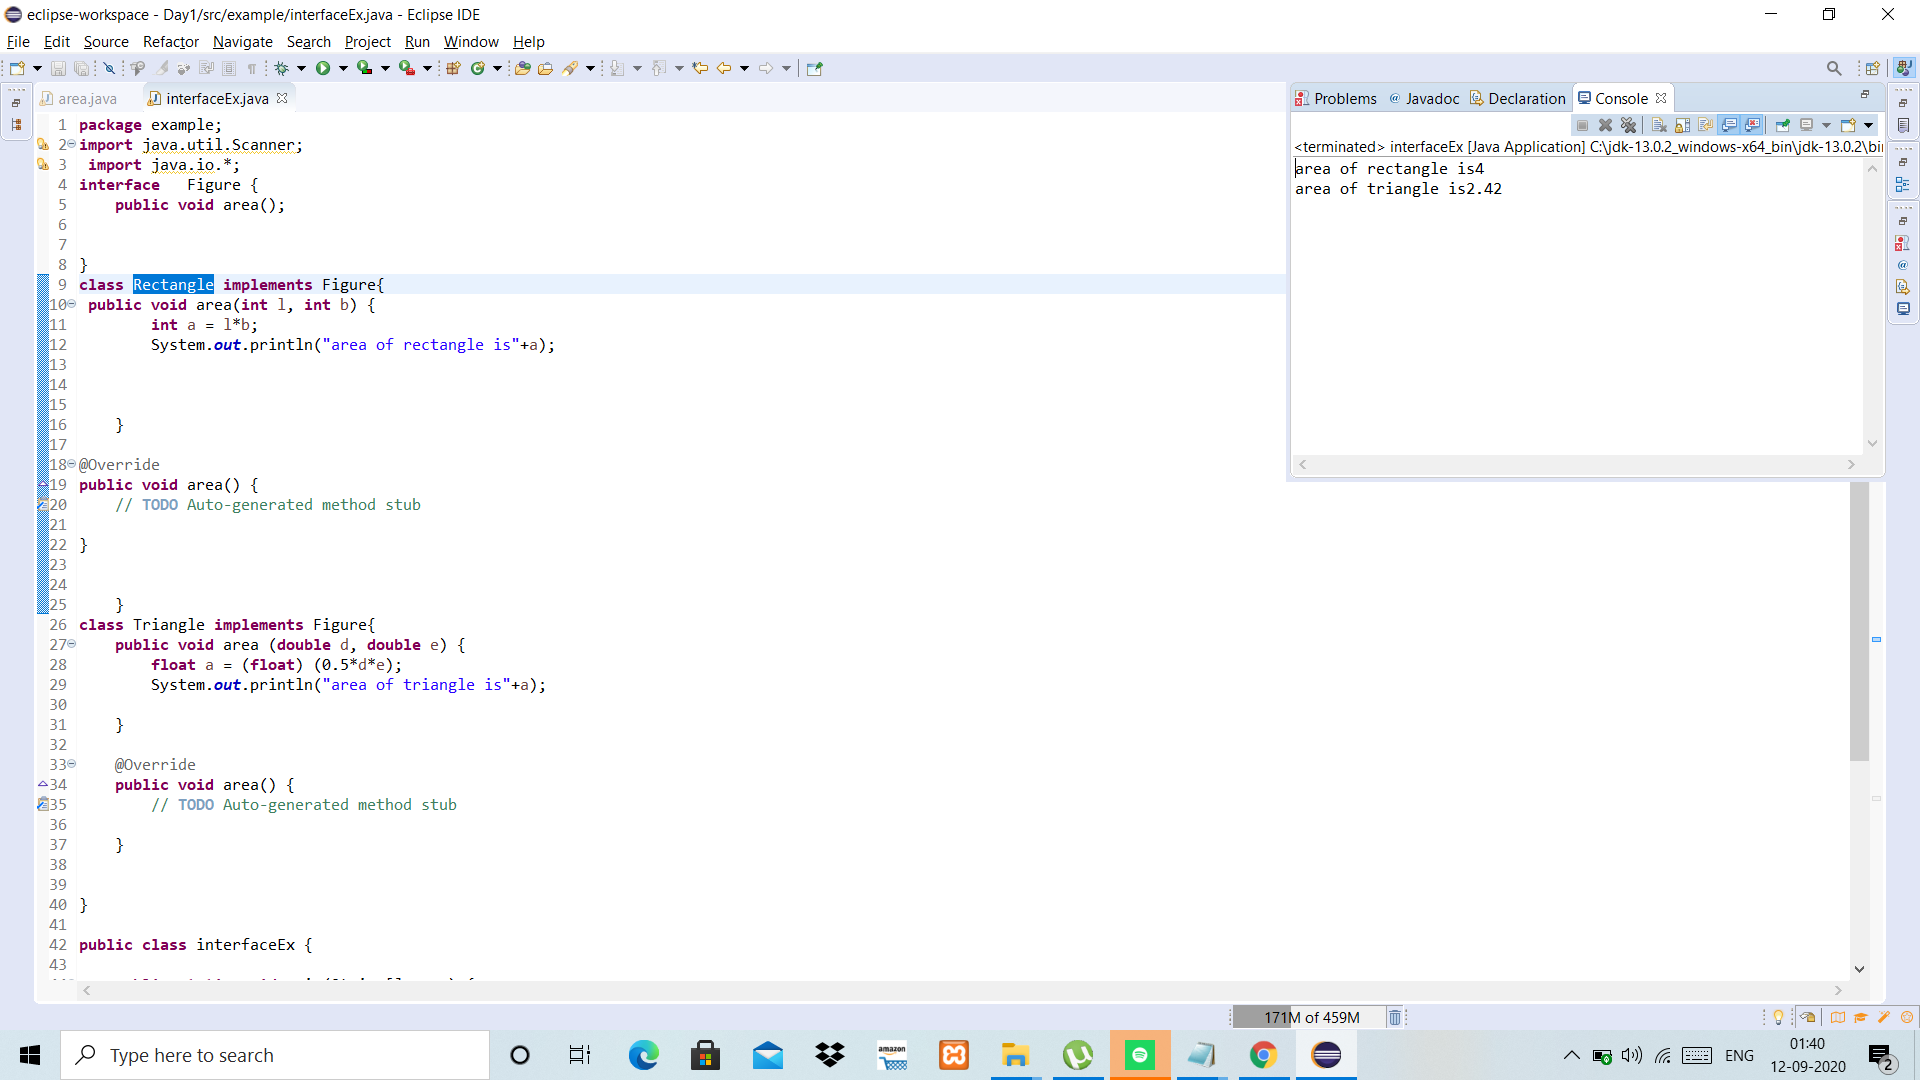 eclipse-workspace - Day1/src/example/interfaceEx.java - Eclipse IDE
File Edit Source Refactor Navigate Search Project Run Window Help
area.java interfaceEx.java
1 package example;
2 import java.util.Scanner;
3 import java.io.*;
4 interface Figure {
5 public void area();
6
7
8 }
9 class Rectangle implements Figure{
10 public void area(int l, int b) {
11 int a = l*b;
12 System.out.println("area of rectangle is"+a);
13
14
15
16 }
17
18 @Override
19 public void area() {
20 // TODO Auto-generated method stub
21
22 }
23
24
25 }
26 class Triangle implements Figure{
27 public void area (double d, double e) {
28 float a = (float) (0.5*d*e);
29 System.out.println("area of triangle is"+a);
30
31 }
32
33 @Override
34 public void area() {
35 // TODO Auto-generated method stub
36
37 }
38
39
40 }
41
42 public class interfaceEx {
43
Problems @ Javadoc Declaration Console
<terminated> interfaceEx [Java Application] C:\jdk-13.0.2_windows-x64_bin\jdk-13.0.2\bi
area of rectangle is4
area of triangle is2.42
171M of 459M
Type here to search
amazon
ENG
01:40
12-09-2020
2